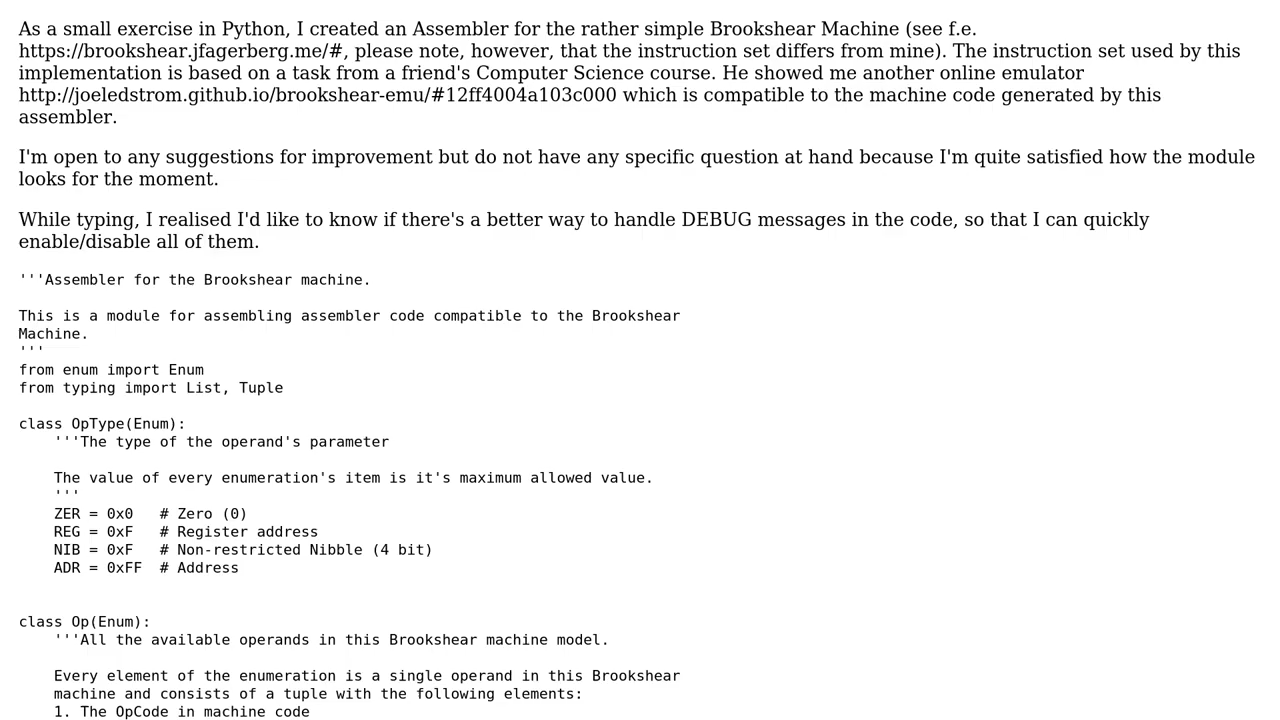 As a small exercise in Python, I created an Assembler for the rather simple Brookshear Machine (see f.e.
https://brookshear.jfagerberg.me/#, please note, however, that the instruction set differs from mine). The instruction set used by this
implementation is based on a task from a friend's Computer Science course. He showed me another online emulator
http://joeledstrom.github.io/brookshear-emu/#12ff4004a103c000 which is compatible to the machine code generated by this
assembler.

I'm open to any suggestions for improvement but do not have any specific question at hand because I'm quite satisfied how the module
looks for the moment.

While typing, I realised I'd like to know if there's a better way to handle DEBUG messages in the code, so that I can quickly
enable/disable all of them.

'''Assembler for the Brookshear machine.

This is a module for assembling assembler code compatible to the Brookshear
Machine.
'''
from enum import Enum
from typing import List, Tuple

class OpType(Enum):
    '''The type of the operand's parameter

    The value of every enumeration's item is it's maximum allowed value.
    '''
    ZER = 0x0   # Zero (0)
    REG = 0xF   # Register address
    NIB = 0xF   # Non-restricted Nibble (4 bit)
    ADR = 0xFF  # Address


class Op(Enum):
    '''All the available operands in this Brookshear machine model.

    Every element of the enumeration is a single operand in this Brookshear
    machine and consists of a tuple with the following elements:
    1. The OpCode in machine code